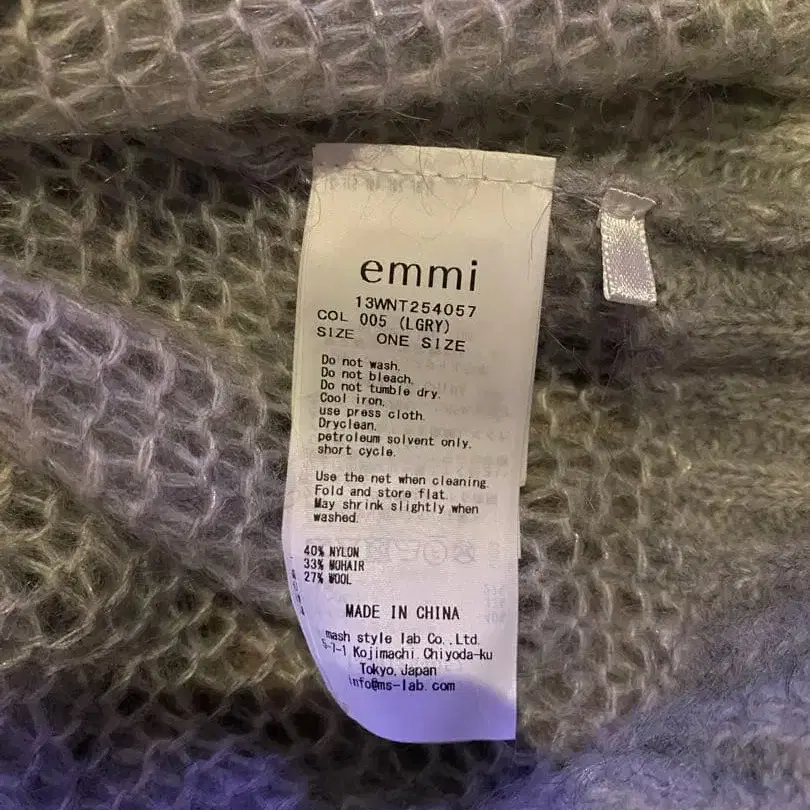 emmi
13WNT254057
COL 005 (LGRY)
SIZE ONE SIZE
Do not wash.
Do not bleach.
Do not tumble dry.
Cool iron.
use press cloth.
Dryclean.
petroleum solvent only.
short cycle.
Use the net when cleaning.
Fold and store flat.
May shrink slightly when
washed.
40% NYLON
33% MOHAIR
27% WOOL
MADE IN CHINA
mash style lab Co.,Ltd.
5-7-1 Kojimachi Chiyoda-ku
Tokyo,Japan
info@ms-lab.com